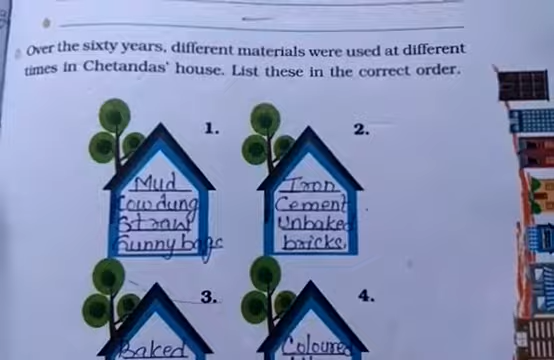 Over the sixty years, different materials were used at different
times in Chetandas' house. List these in the correct order.
1.
Mud
Cow dung
Straw
Gunny bags
2.
Iron
Cement
Unbaked
bricks.
3.
Baked
4.
Coloured